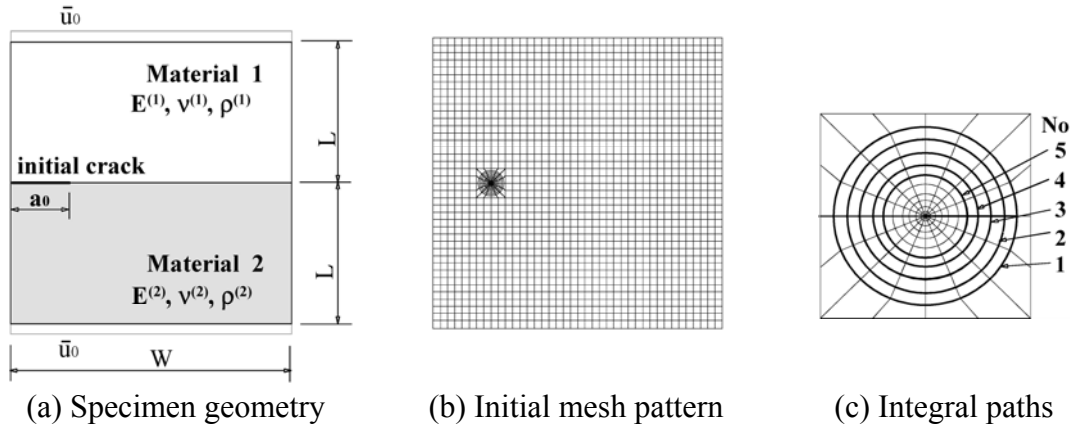 ū₀
Material 1
E⁽¹⁾, ν⁽¹⁾, ρ⁽¹⁾
L
initial crack
a₀
Material 2
E⁽²⁾, ν⁽²⁾, ρ⁽²⁾
L
ū₀
W
No
5
4
3
2
1
(a) Specimen geometry
(b) Initial mesh pattern
(c) Integral paths